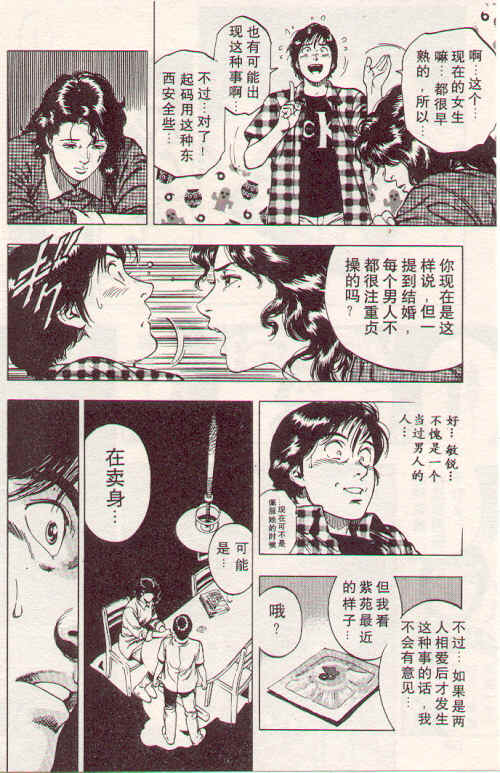 啊…这个…
现在的女生
嘛…都很早
熟的，所以…
也有可能出
现这种事啊…
不过…对了！
起码用这种东
西安全些…
你现在是这
样说，但一
提到结婚，
每个男人不
都很注重贞
操的吗？
好…敏锐…
不愧是一个
当过男人的
人…
…现在可不是
佩服她的时候
不过…如果是两
人相爱后才发生
这种事的话，我
不会有意见…
但我看
紫苑最近
的样子…
哦？
可能
是…
在卖身…